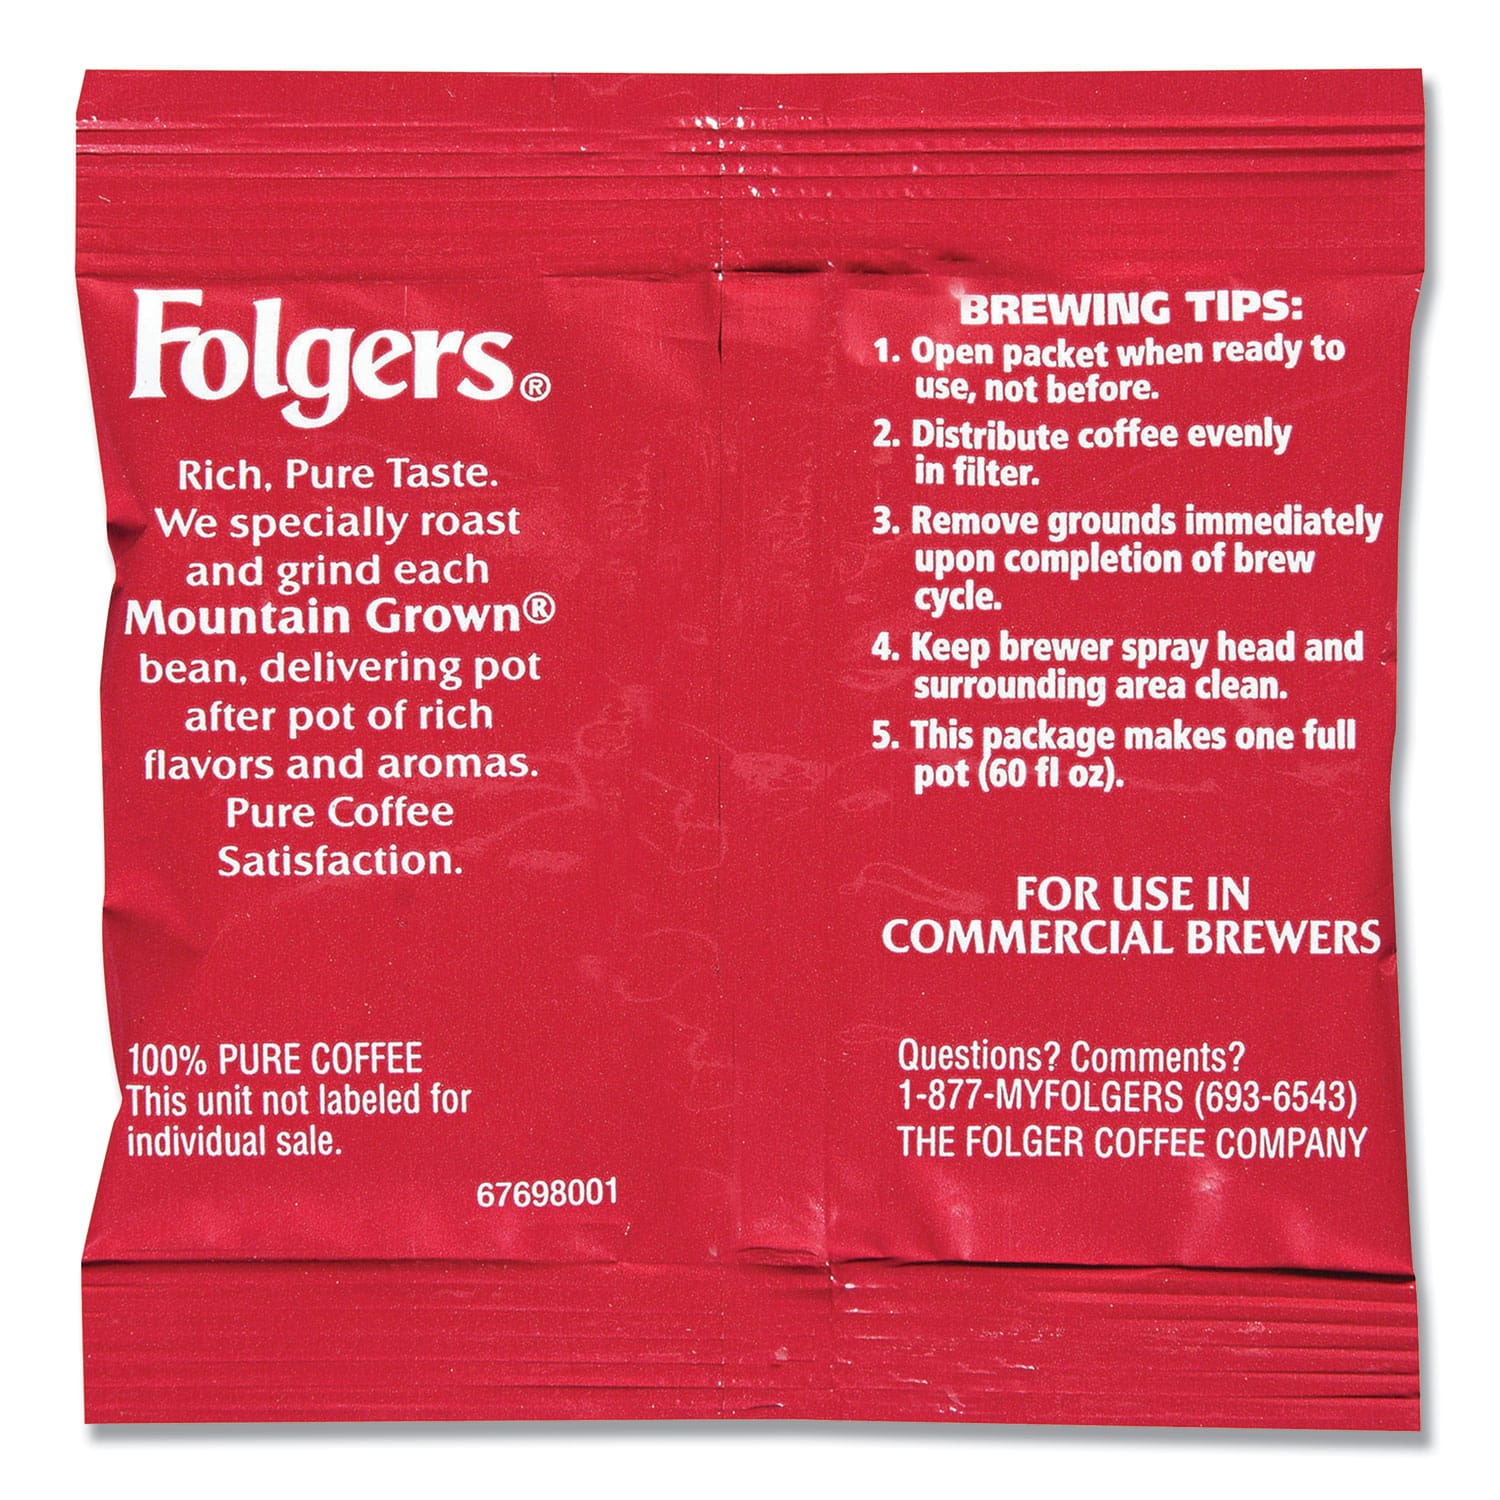 Folgers®
Rich, Pure Taste.
We specially roast
and grind each
Mountain Grown®
bean, delivering pot
after pot of rich
flavors and aromas.
Pure Coffee
Satisfaction.
100% PURE COFFEE
This unit not labeled for
individual sale.
67698001
BREWING TIPS:
1. Open packet when ready to
use, not before.
2. Distribute coffee evenly
in filter.
3. Remove grounds immediately
upon completion of brew
cycle.
4. Keep brewer spray head and
surrounding area clean.
5. This package makes one full
pot (60 fl oz).
FOR USE IN
COMMERCIAL BREWERS
Questions? Comments?
1-877-MYFOLGERS (693-6543)
THE FOLGER COFFEE COMPANY